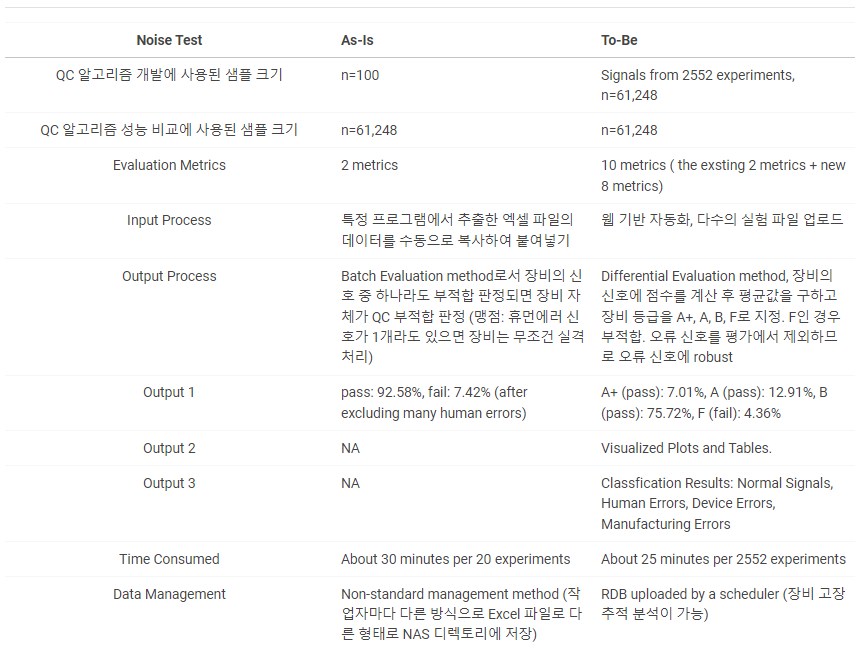 Noise Test As-Is To-Be
QC 알고리즘 개발에 사용된 샘플 크기 n=100 Signals from 2552 experiments,
n=61,248
QC 알고리즘 성능 비교에 사용된 샘플 크기 n=61,248 n=61,248
Evaluation Metrics 2 metrics 10 metrics ( the exsting 2 metrics + new
8 metrics)
Input Process 특정 프로그램에서 추출한 엑셀 파일의 웹 기반 자동화, 다수의 실험 파일 업로드
데이터를 수동으로 복사하여 붙여넣기
Output Process Batch Evaluation method로서 장비의 신 Differential Evaluation method, 장비의
호 중 하나라도 부적합 판정되면 장비 자 신호에 점수를 계산 후 평균값을 구하고
체가 QC 부적합 판정 (맹점: 휴먼에러 신 장비 등급을 A+, A, B, F로 지정. F인 경우
호가 1개라도 있으면 장비는 무조건 실격 부적합. 오류 신호를 평가에서 제외하므
처리) 로 오류 신호에 robust
Output 1 pass: 92.58%, fail: 7.42% (after A+ (pass): 7.01%, A (pass): 12.91%, B
excluding many human errors) (pass): 75.72%, F (fail): 4.36%
Output 2 NA Visualized Plots and Tables.
Output 3 NA Classfication Results: Normal Signals,
Human Errors, Device Errors,
Manufacturing Errors
Time Consumed About 30 minutes per 20 experiments About 25 minutes per 2552 experiments
Data Management Non-standard management method (작 RDB uploaded by a scheduler (장비 고장
업자마다 다른 방식으로 Excel 파일로 다 추적 분석이 가능)
른 형태로 NAS 디렉토리에 저장)